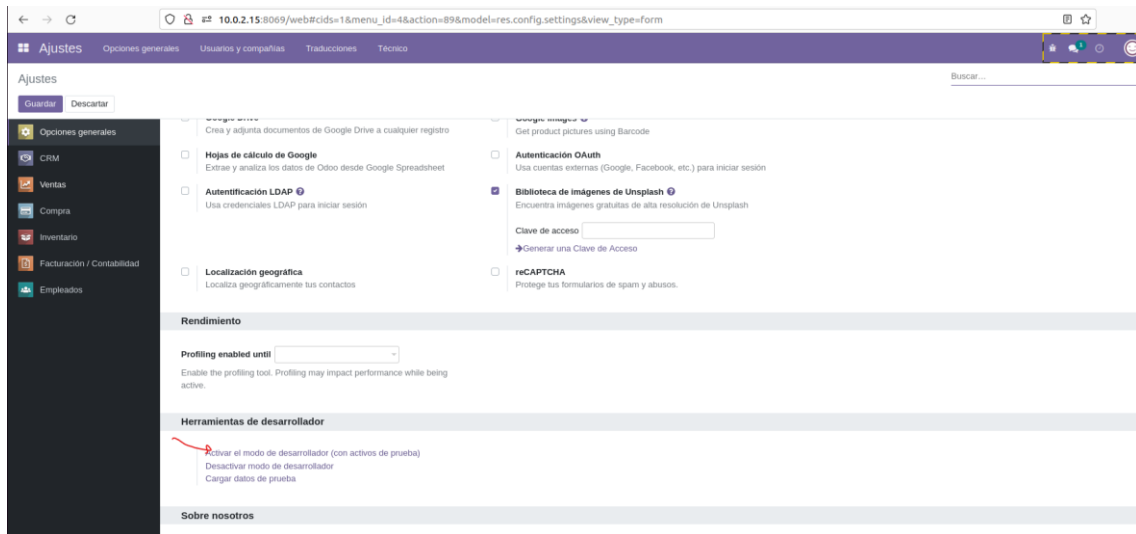 10.0.2.15:8069/web#cids=1&menu_id=4&action=89&model=res.config.settings&view_type=form
Ajustes Opciones generales Usuarios y compañías Traducciones Técnico 1
Ajustes Buscar...
Guardar Descartar
Opciones generales
CRM
Ventas
Compra
Inventario
Facturación / Contabilidad
Empleados
Google Drive
Crea y adjunta documentos de Google Drive a cualquier registro
Google Images
Get product pictures using Barcode
Hojas de cálculo de Google
Extrae y analiza los datos de Odoo desde Google Spreadsheet
Autenticación OAuth
Usa cuentas externas (Google, Facebook, etc.) para iniciar sesión
Autentificación LDAP
Usa credenciales LDAP para iniciar sesión
Biblioteca de imágenes de Unsplash
Encuentra imágenes gratuitas de alta resolución de Unsplash
Clave de acceso
Generar una Clave de Acceso
Localización geográfica
Localiza geográficamente tus contactos
reCAPTCHA
Protege tus formularios de spam y abusos.
Rendimiento
Profiling enabled until
Enable the profiling tool. Profiling may impact performance while being
active.
Herramientas de desarrollador
Activar el modo de desarrollador (con activos de prueba)
Desactivar modo de desarrollador
Cargar datos de prueba
Sobre nosotros